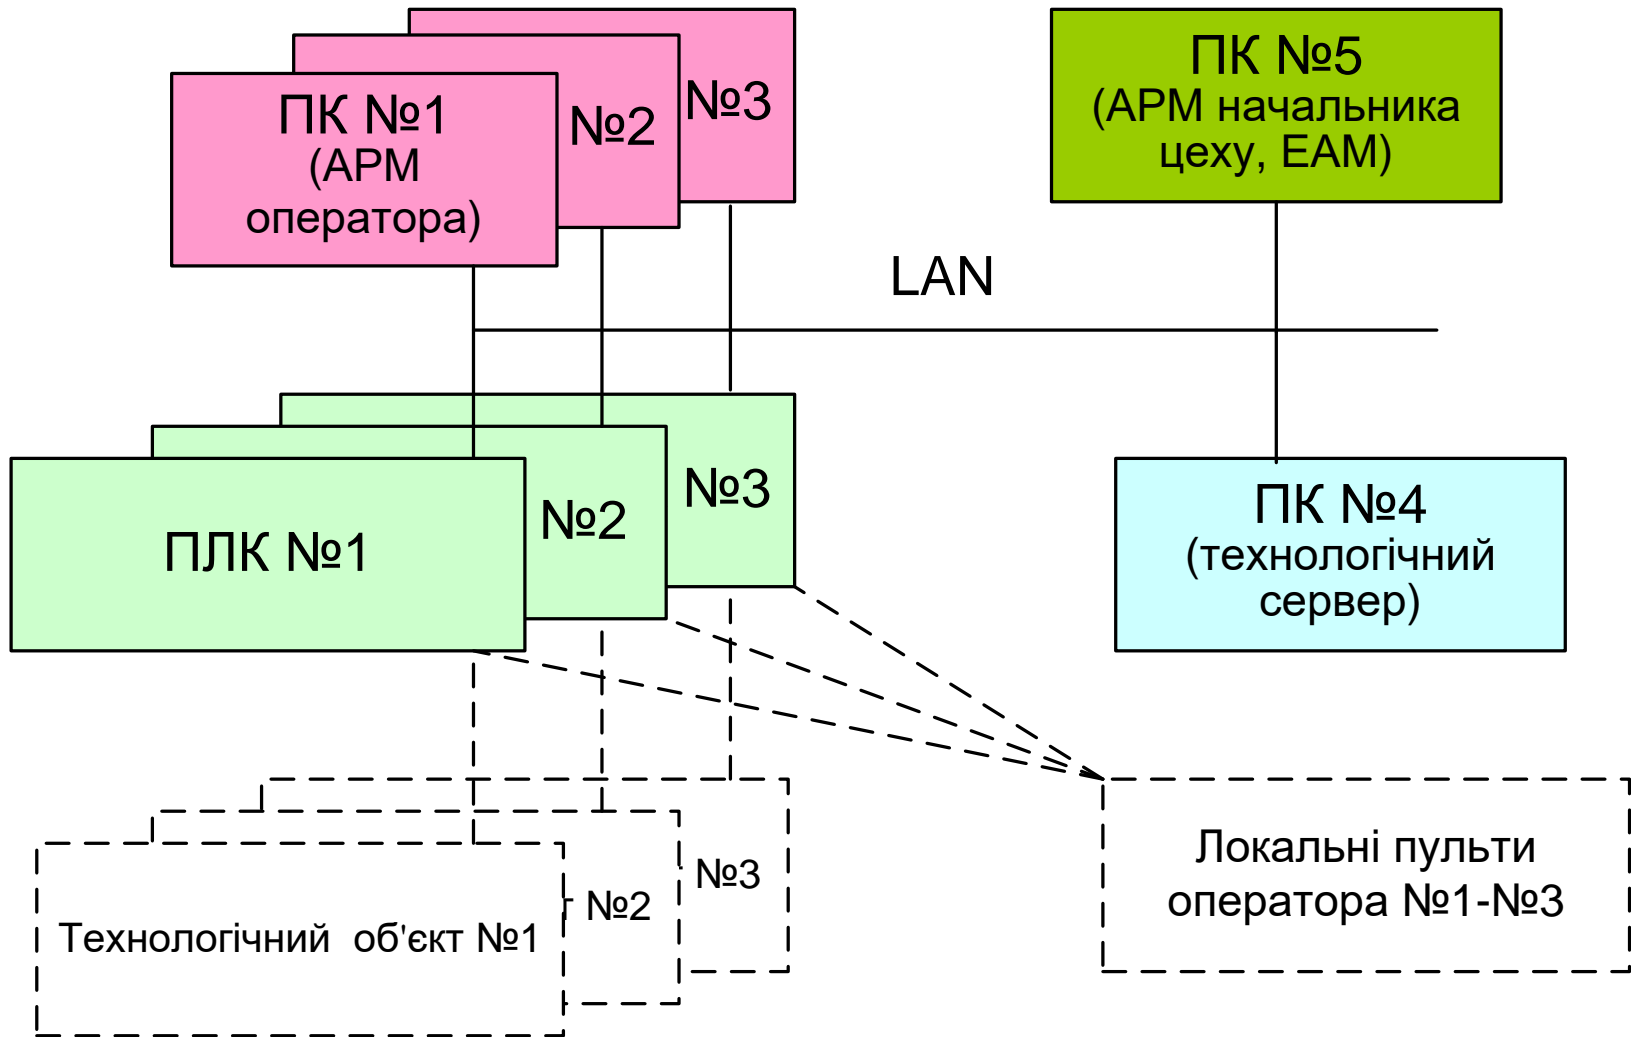 ПК №1
(АРМ
оператора)
№2
№3
ПК №5
(АРМ начальника
цеху, ЕАМ)
LAN
ПЛК №1
№2
№3
ПК №4
(технологічний
сервер)
Технологічний об'єкт №1
№2
№3
Локальні пульти
оператора №1-№3